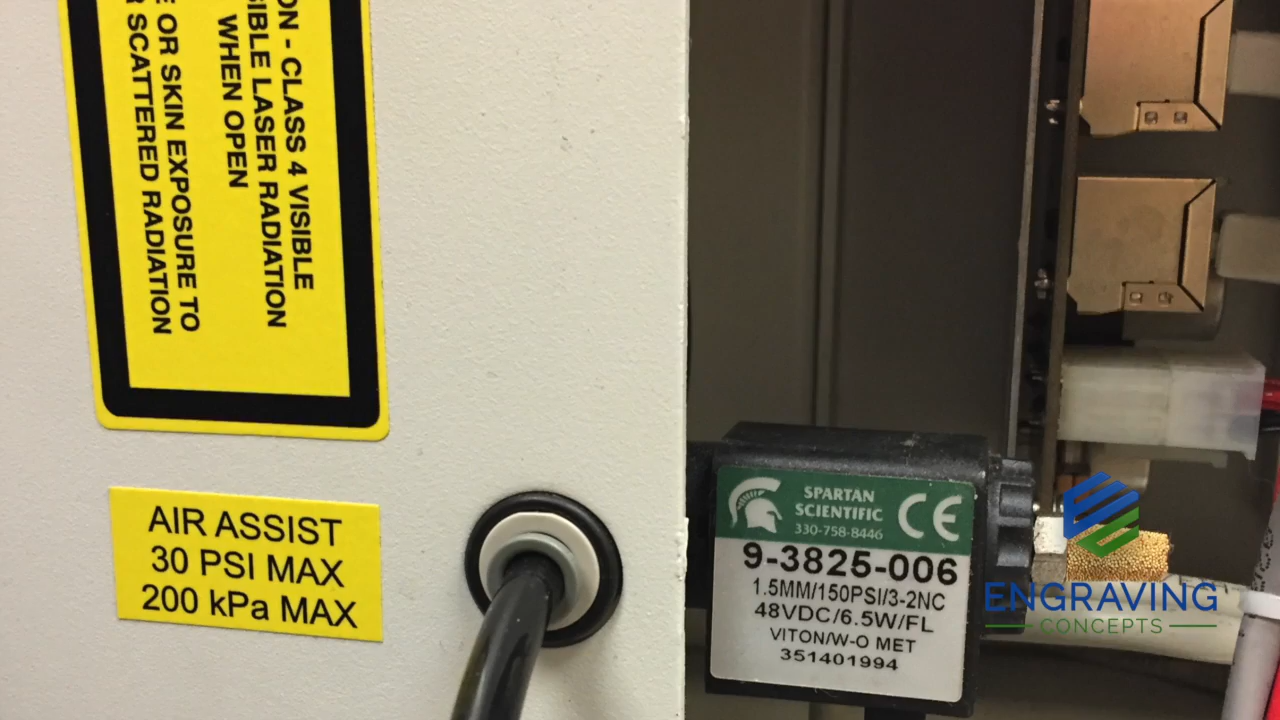 ON - CLASS 4 VISIBLE
IBLE LASER RADIATION
WHEN OPEN
E OR SKIN EXPOSURE TO
R SCATTERED RADIATION
AIR ASSIST
30 PSI MAX
200 kPa MAX
SPARTAN
SCIENTIFIC
330-758-8446
CE
9-3825-006
1.5MM/150PSI/3-2NC
48VDC/6.5W/FL
VITON/W-O MET
351401994
ENGRAVING
CONCEPTS